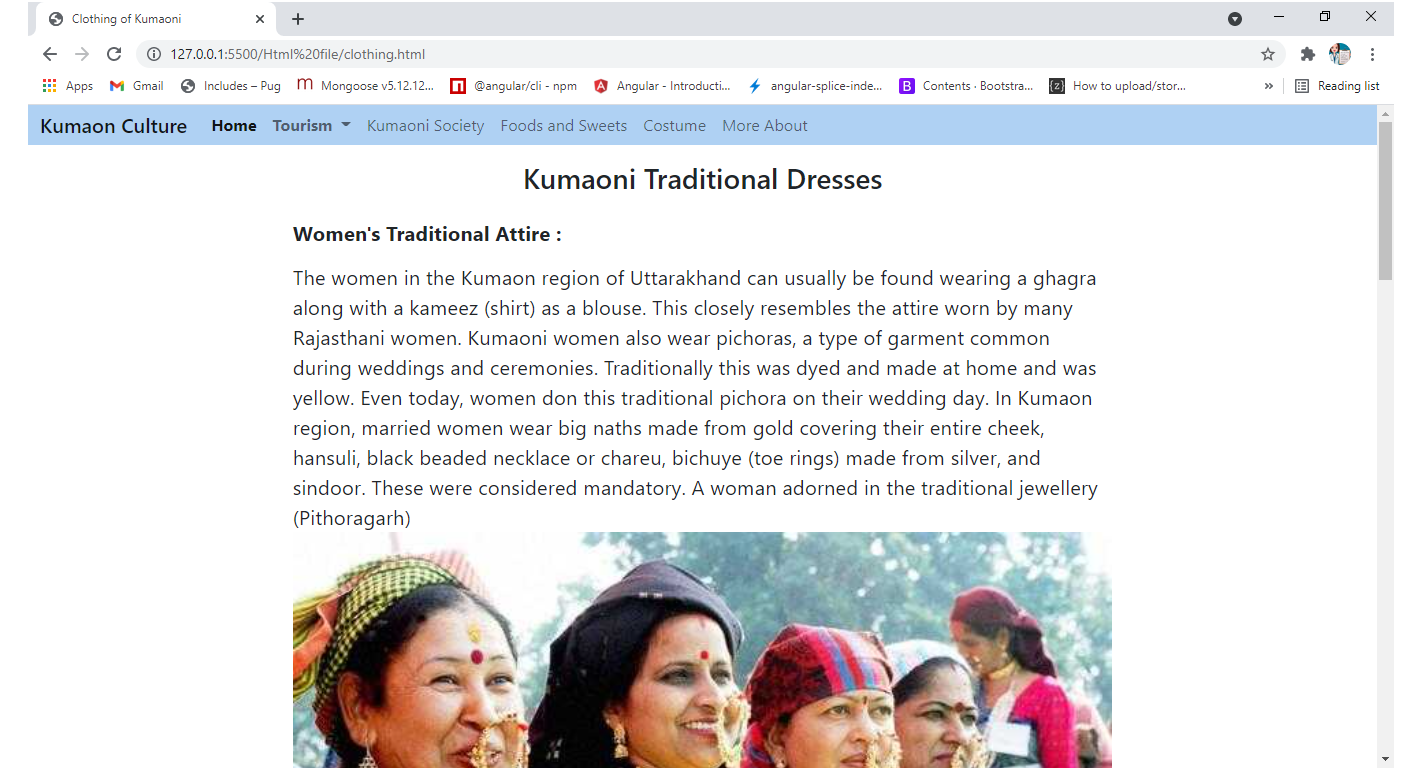 Clothing of Kumaoni
127.0.0.1:5500/Html%20file/clothing.html
Apps Gmail Includes – Pug Mongoose v5.12.12... @angular/cli - npm Angular - Introducti... angular-splice-inde... Contents · Bootstra... How to upload/stor... » Reading list
Kumaon Culture Home Tourism Kumaoni Society Foods and Sweets Costume More About
Kumaoni Traditional Dresses
Women's Traditional Attire :
The women in the Kumaon region of Uttarakhand can usually be found wearing a ghagra
along with a kameez (shirt) as a blouse. This closely resembles the attire worn by many
Rajasthani women. Kumaoni women also wear pichoras, a type of garment common
during weddings and ceremonies. Traditionally this was dyed and made at home and was
yellow. Even today, women don this traditional pichora on their wedding day. In Kumaon
region, married women wear big naths made from gold covering their entire cheek,
hansuli, black beaded necklace or chareu, bichuye (toe rings) made from silver, and
sindoor. These were considered mandatory. A woman adorned in the traditional jewellery
(Pithoragarh)